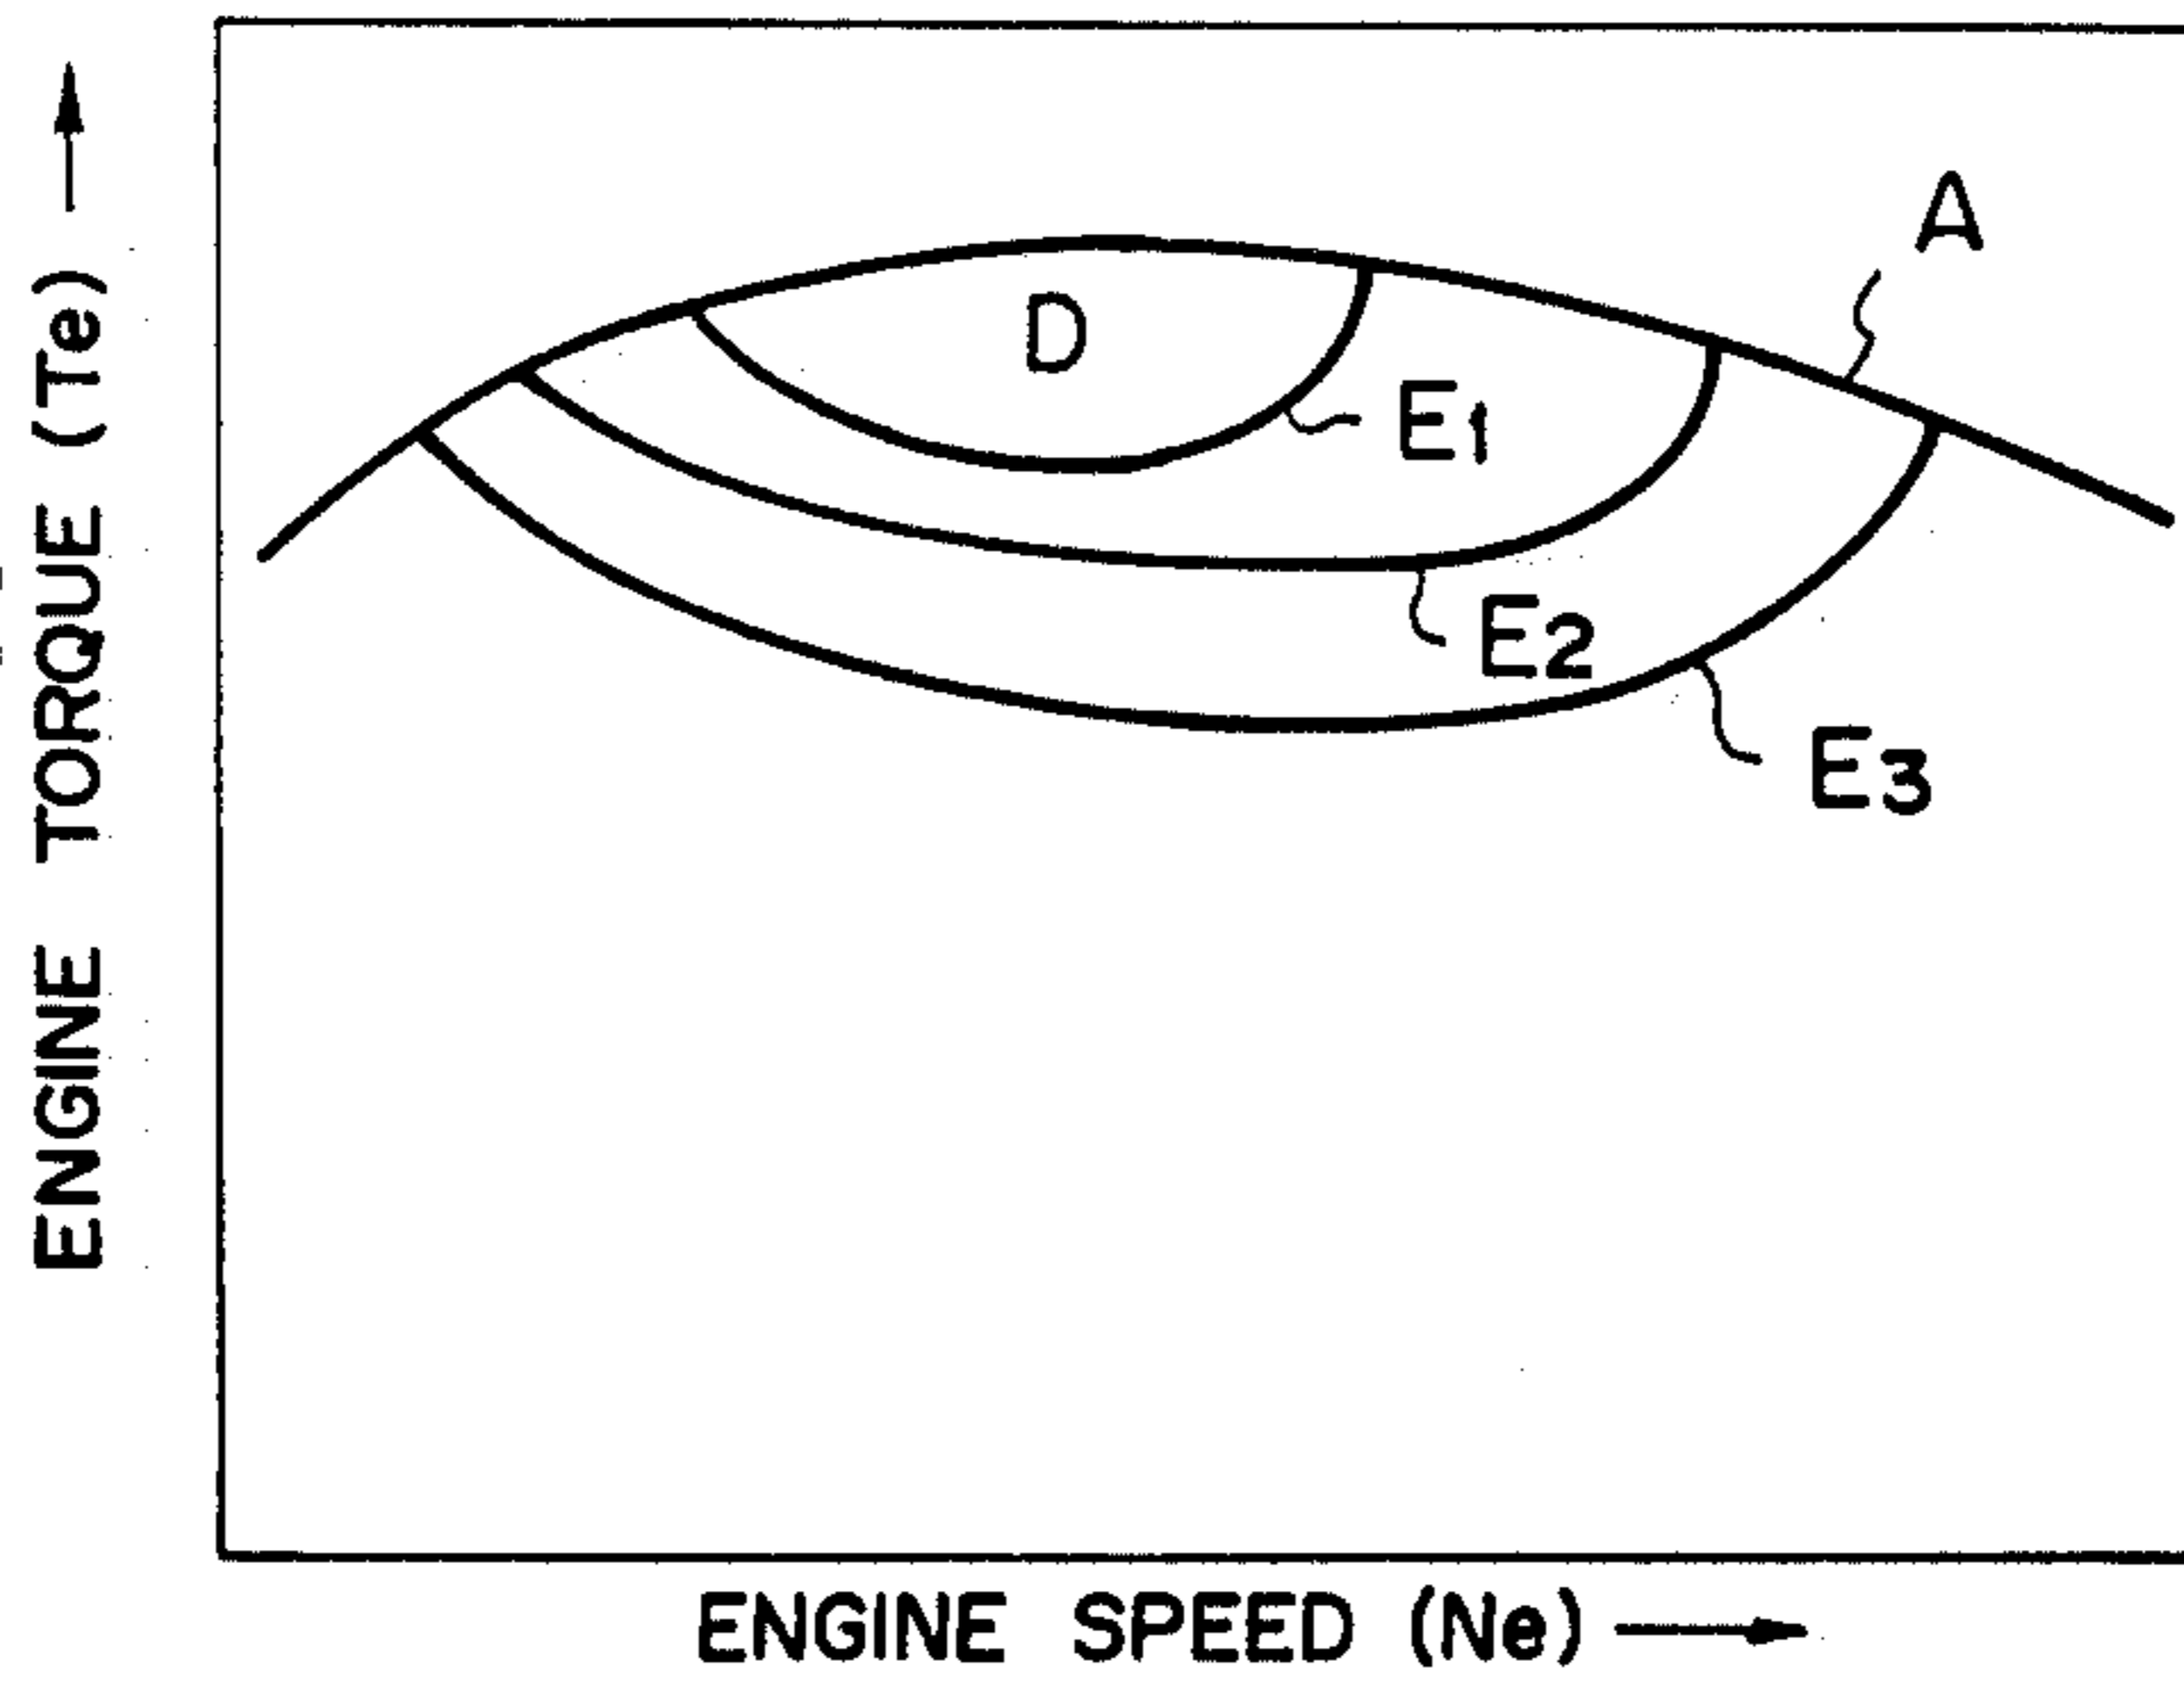 ENGINE TORQUE (Te)
A
D
E1
E2
E3
ENGINE SPEED (Ne)